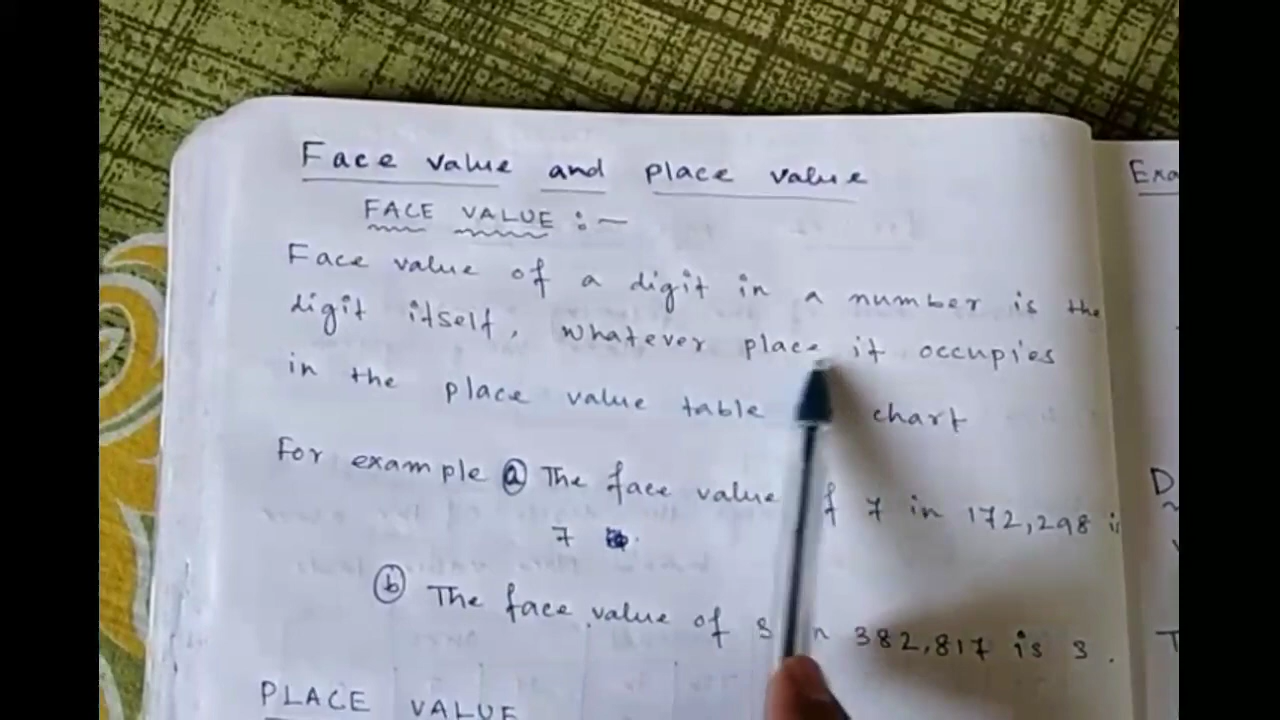 Face value and place value
FACE VALUE :~
Face value of a digit in a number is the
digit itself, whatever place it occupies
in the place value table chart
For example (a) The face value f 7 in 172,298 i
7
(b) The face value of 3 n 382,817 is 3.
PLACE VALUE
Exa
D
T